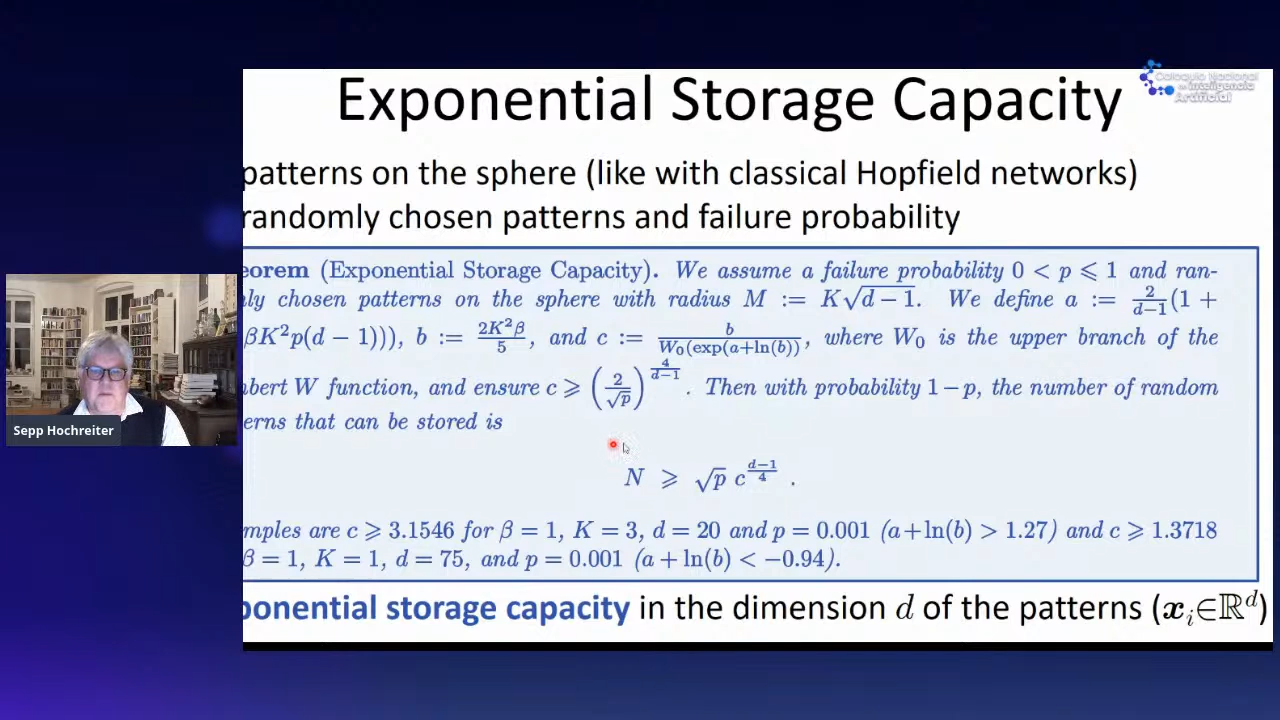 Exponential Storage Capacity
Coloquio Nacional
de Inteligencia
Artificial
patterns on the sphere (like with classical Hopfield networks)
randomly chosen patterns and failure probability
eorem (Exponential Storage Capacity). We assume a failure probability 0 < p ⩽ 1 and ran-
ly chosen patterns on the sphere with radius M := K√(d − 1). We define a := 2/(d−1) (1 +
βK²p(d − 1))), b := 2K²β/5, and c := b/W₀(exp(a+ln(b))), where W₀ is the upper branch of the
bert W function, and ensure c ⩾ (2/√p)^(4/(d−1)). Then with probability 1 − p, the number of random
erns that can be stored is
N ⩾ √p c^((d−1)/4) .
mples are c ⩾ 3.1546 for β = 1, K = 3, d = 20 and p = 0.001 (a + ln(b) > 1.27) and c ⩾ 1.3718
β = 1, K = 1, d = 75, and p = 0.001 (a + ln(b) < −0.94).
ponential storage capacity in the dimension d of the patterns (xᵢ∈ℝᵈ)
Sepp Hochreiter